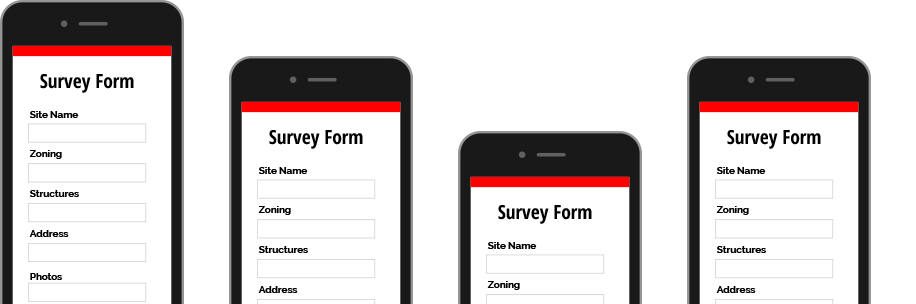 Survey Form
Site Name
Zoning
Structures
Address
Photos
Survey Form
Site Name
Zoning
Structures
Address
Survey Form
Site Name
Zoning
Survey Form
Site Name
Zoning
Structures
Address